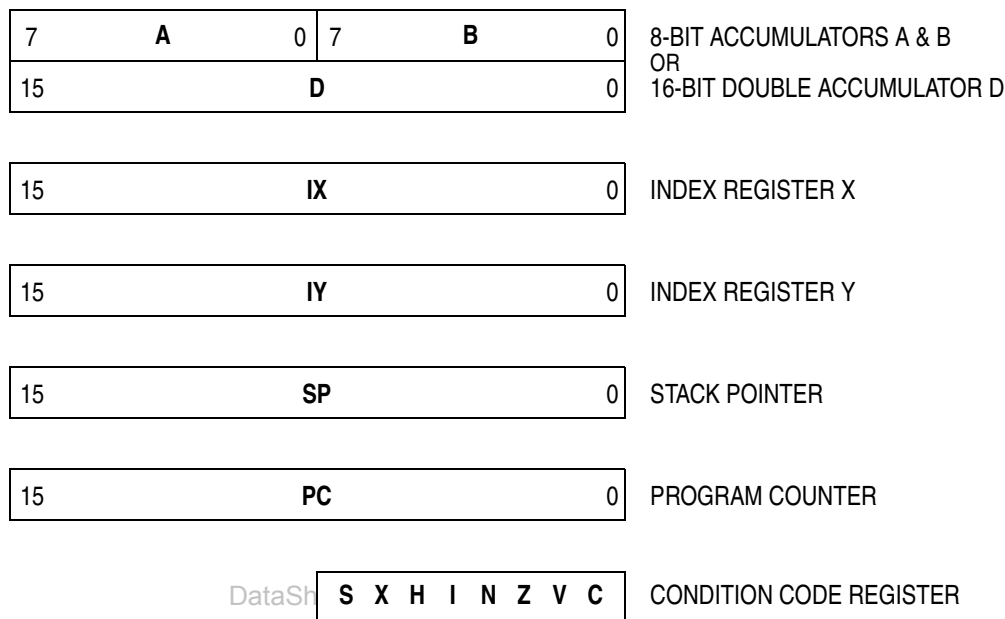 7 A 0 7 B 0 8-BIT ACCUMULATORS A & B
OR
15 D 0 16-BIT DOUBLE ACCUMULATOR D
15 IX 0 INDEX REGISTER X
15 IY 0 INDEX REGISTER Y
15 SP 0 STACK POINTER
15 PC 0 PROGRAM COUNTER
DataSh S X H I N Z V C CONDITION CODE REGISTER